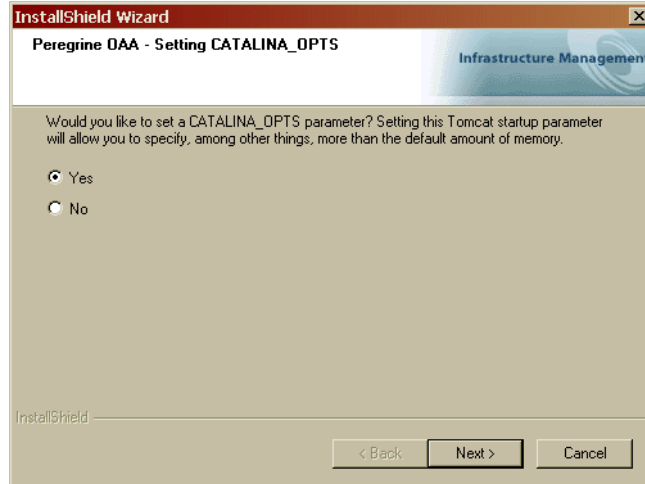 InstallShield Wizard
Peregrine OAA - Setting CATALINA_OPTS
Infrastructure Management
Would you like to set a CATALINA_OPTS parameter? Setting this Tomcat startup parameter
will allow you to specify, among other things, more than the default amount of memory.
Yes
No
InstallShield
< Back
Next >
Cancel